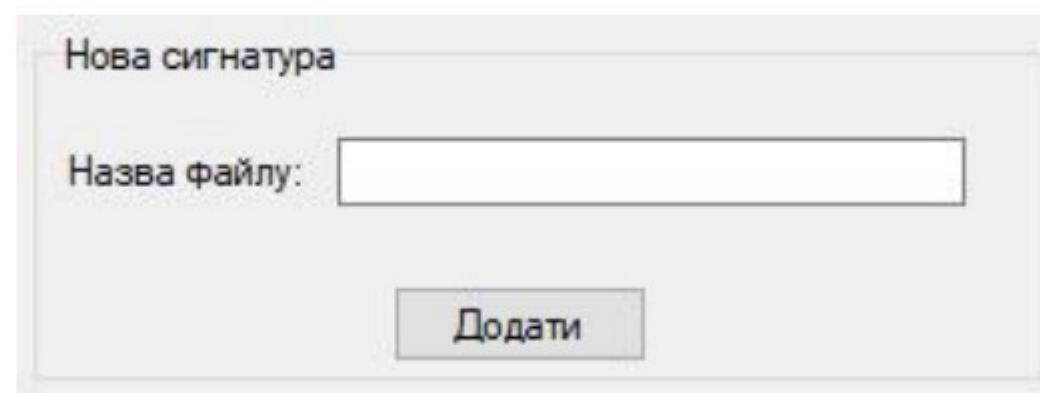 Нова сигнатура
Назва файлу:
Додати